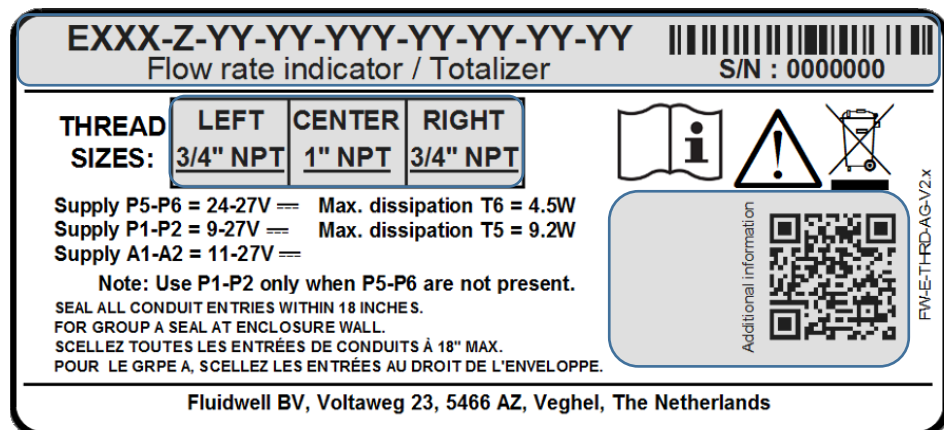 EXXX-Z-YY-YY-YYY-YY-YY-YY-YY
Flow rate indicator / Totalizer
S/N : 0000000
THREAD SIZES:
LEFT CENTER RIGHT
3/4" NPT 1" NPT 3/4" NPT
i
Supply P5-P6 = 24-27V ⎓ Max. dissipation T6 = 4.5W
Supply P1-P2 = 9-27V ⎓ Max. dissipation T5 = 9.2W
Supply A1-A2 = 11-27V ⎓
Note: Use P1-P2 only when P5-P6 are not present.
SEAL ALL CONDUIT ENTRIES WITHIN 18 INCHES.
FOR GROUP A SEAL AT ENCLOSURE WALL.
SCELLEZ TOUTES LES ENTRÉES DE CONDUITS À 18" MAX.
POUR LE GRPE A, SCELLEZ LES ENTRÉES AU DROIT DE L'ENVELOPPE.
Additional information
FW-E-THRD-AG-V2.x
Fluidwell BV, Voltaweg 23, 5466 AZ, Veghel, The Netherlands